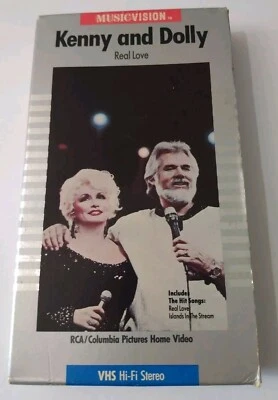 MUSICVISION TM
Kenny and Dolly
Real Love
Includes
The Hit Songs:
Real Love
Islands In The Stream
RCA/Columbia Pictures Home Video
VHS Hi-Fi Stereo